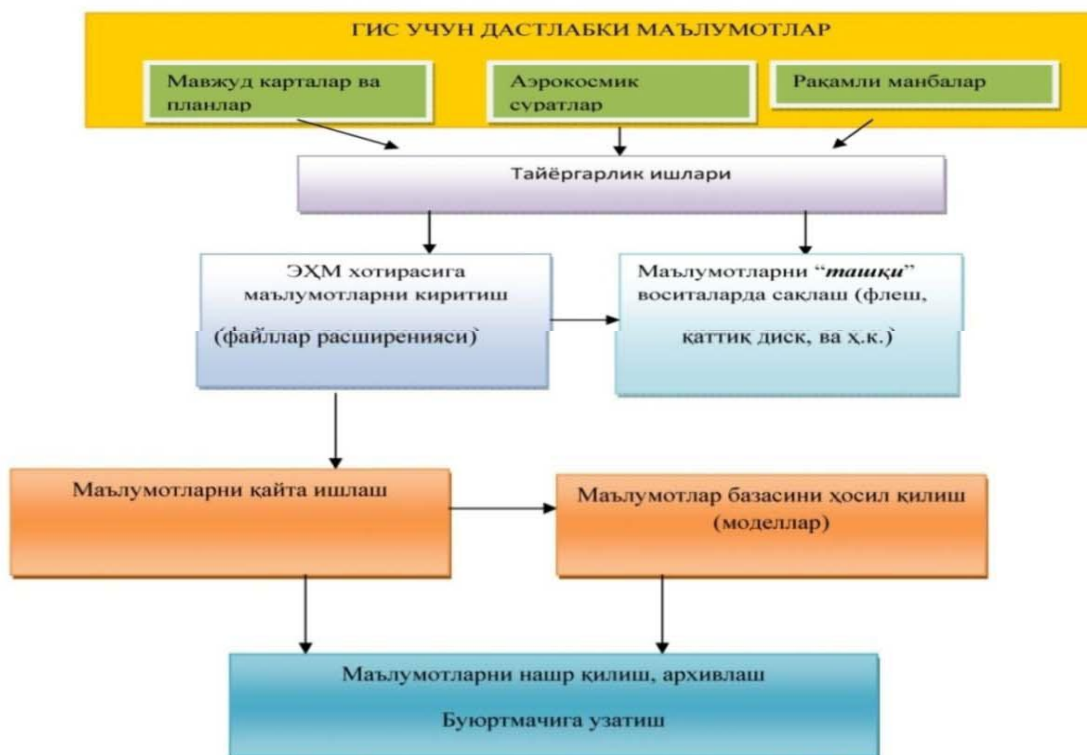 ГИС УЧУН ДАСТЛАБКИ МАЪЛУМОТЛАР
Мавжуд карталар ва
планлар
Аэрокосмик
суратлар
Рақамли манбалар
Тайёргарлик ишлари
ЭҲМ хотирасига
маълумотларни киритиш
(файллар расширенияси)
Маълумотларни “ташқи”
воситаларда сақлаш (флеш,
қаттиқ диск, ва ҳ.к.)
Маълумотларни қайта ишлаш
Маълумотлар базасини ҳосил қилиш
(моделлар)
Маълумотларни нашр қилиш, архивлаш
Буюртмачига узатиш